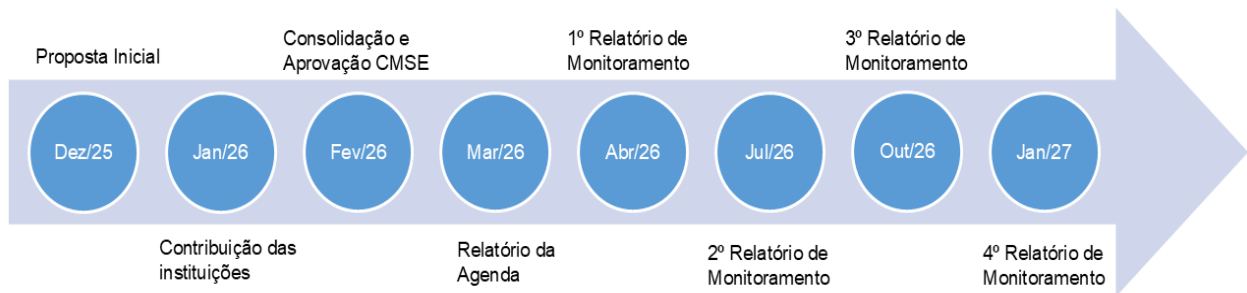 Proposta Inicial
Consolidação e
Aprovação CMSE
1º Relatório de
Monitoramento
3º Relatório de
Monitoramento
Dez/25
Jan/26
Fev/26
Mar/26
Abr/26
Jul/26
Out/26
Jan/27
Contribuição das
instituições
Relatório da
Agenda
2º Relatório de
Monitoramento
4º Relatório de
Monitoramento